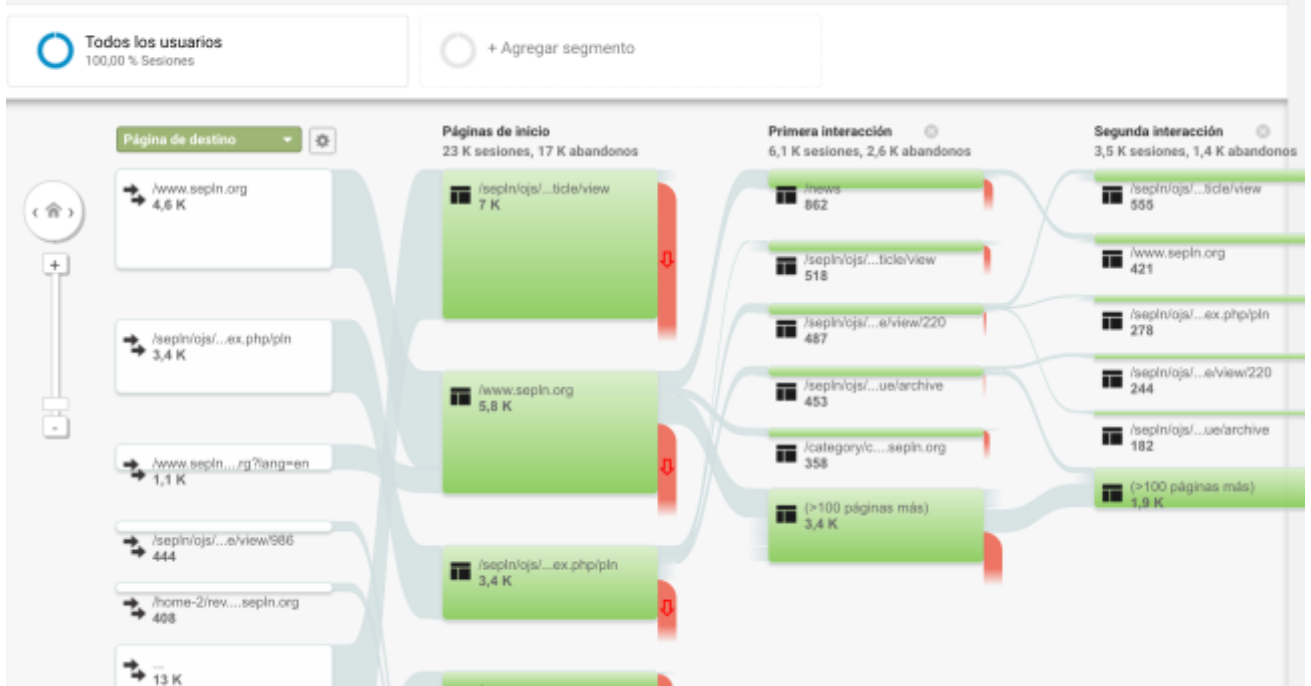 Todos los usuarios
100,00 % Sesiones
+ Agregar segmento
Página de destino
/www.sepln.org
4,6 K
/sepln/ojs/...ex.php/pln
3,4 K
/www.sepln....rg?lang=en
1,1 K
/sepln/ojs/...e/view/986
444
/home-2/rev....sepln.org
408
...
13 K
Páginas de inicio
23 K sesiones, 17 K abandonos
/sepln/ojs/...ticle/view
7 K
/www.sepln.org
5,8 K
/sepln/ojs/...ex.php/pln
3,4 K
Primera interacción
6,1 K sesiones, 2,6 K abandonos
/news
862
/sepln/ojs/...ticle/view
518
/sepln/ojs/...e/view/220
487
/sepln/ojs/...ue/archive
453
/category/c....sepln.org
358
(>100 páginas más)
3,4 K
Segunda interacción
3,5 K sesiones, 1,4 K abandonos
/sepln/ojs/...ticle/view
555
/www.sepln.org
421
/sepln/ojs/...ex.php/pln
278
/sepln/ojs/...e/view/220
244
/sepln/ojs/...ue/archive
182
(>100 páginas más)
1,9 K